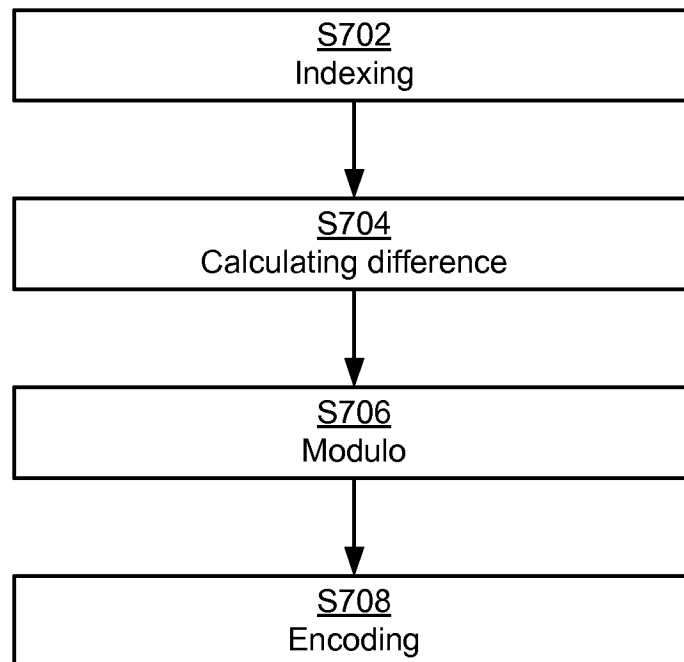 S702
Indexing
S704
Calculating difference
S706
Modulo
S708
Encoding